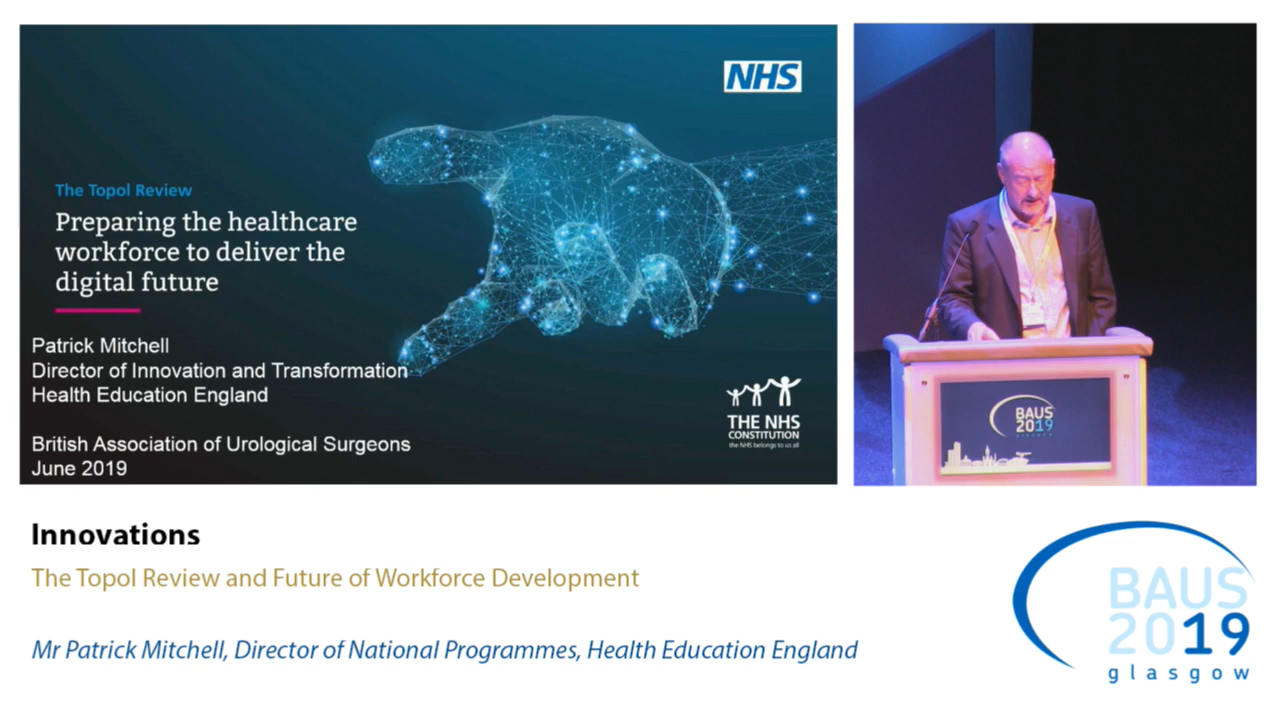 NHS
The Topol Review
Preparing the healthcare
workforce to deliver the
digital future
Patrick Mitchell
Director of Innovation and Transformation
Health Education England
British Association of Urological Surgeons
June 2019
THE NHS
CONSTITUTION
the NHS belongs to us all
BAUS
2019
glasgow
Innovations
The Topol Review and Future of Workforce Development
Mr Patrick Mitchell, Director of National Programmes, Health Education England
BAUS
2019
glasgow